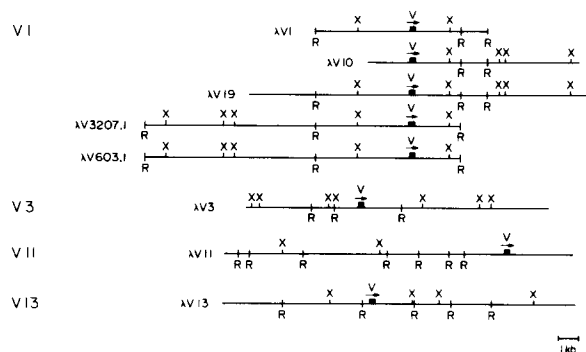 V
V1
X X
λV1
R R R
V
X XX X
λV10
R R
V
X X XX X
λV19
R R R
V
X XX X X
λV3207.1
R R R
V
X XX X X
λV603.1
R R R
V
V3
XX XX X XX
λV3
R R R
V
V11
X X
λV11
R R R R R R R
V
V13
X X X X
λV13
R R R R R
1 kb